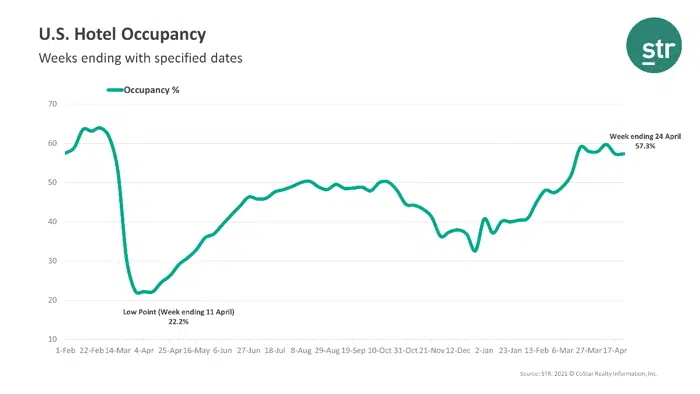 U.S. Hotel Occupancy
Weeks ending with specified dates
str
Occupancy %
70
60
50
40
30
20
10
Week ending 24 April
57.3%
Low Point (Week ending 11 April)
22.2%
1-Feb 22-Feb 14-Mar 4-Apr 25-Apr 16-May 6-Jun 27-Jun 18-Jul 8-Aug 29-Aug 19-Sep 10-Oct 31-Oct 21-Nov 12-Dec 2-Jan 23-Jan 13-Feb 6-Mar 27-Mar 17-Apr
Source: STR. 2021 © CoStar Realty Information, Inc.